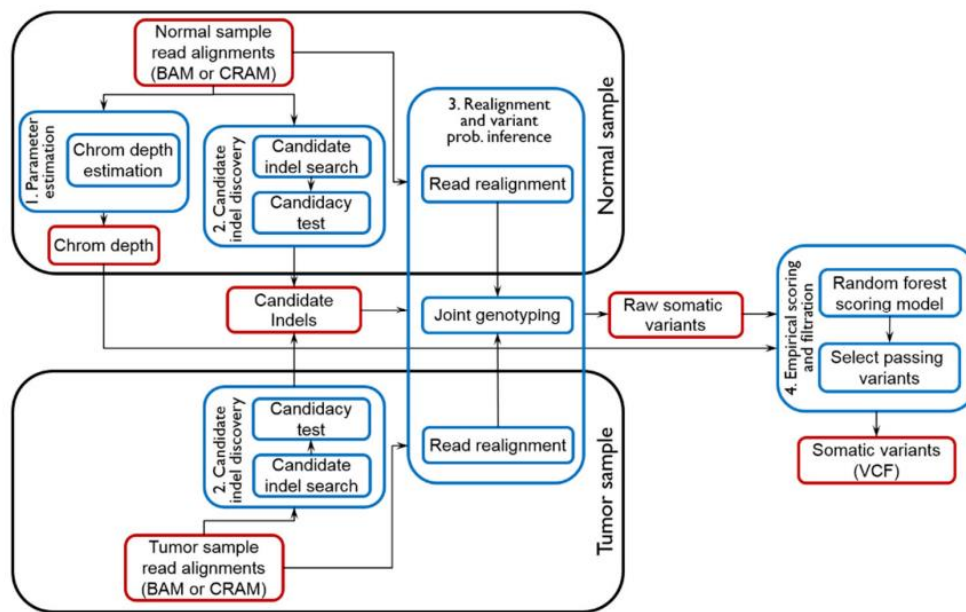 Normal sample
read alignments
(BAM or CRAM)
Normal sample
1. Parameter
estimation
Chrom depth
estimation
Chrom depth
2. Candidate
indel discovery
Candidate
indel search
Candidacy
test
3. Realignment
and variant
prob. inference
Read realignment
Candidate
Indels
Joint genotyping
Raw somatic
variants
4. Empirical scoring
and filtration
Random forest
scoring model
Select passing
variants
Somatic variants
(VCF)
Tumor sample
2. Candidate
indel discovery
Candidacy
test
Candidate
indel search
Read realignment
Tumor sample
read alignments
(BAM or CRAM)